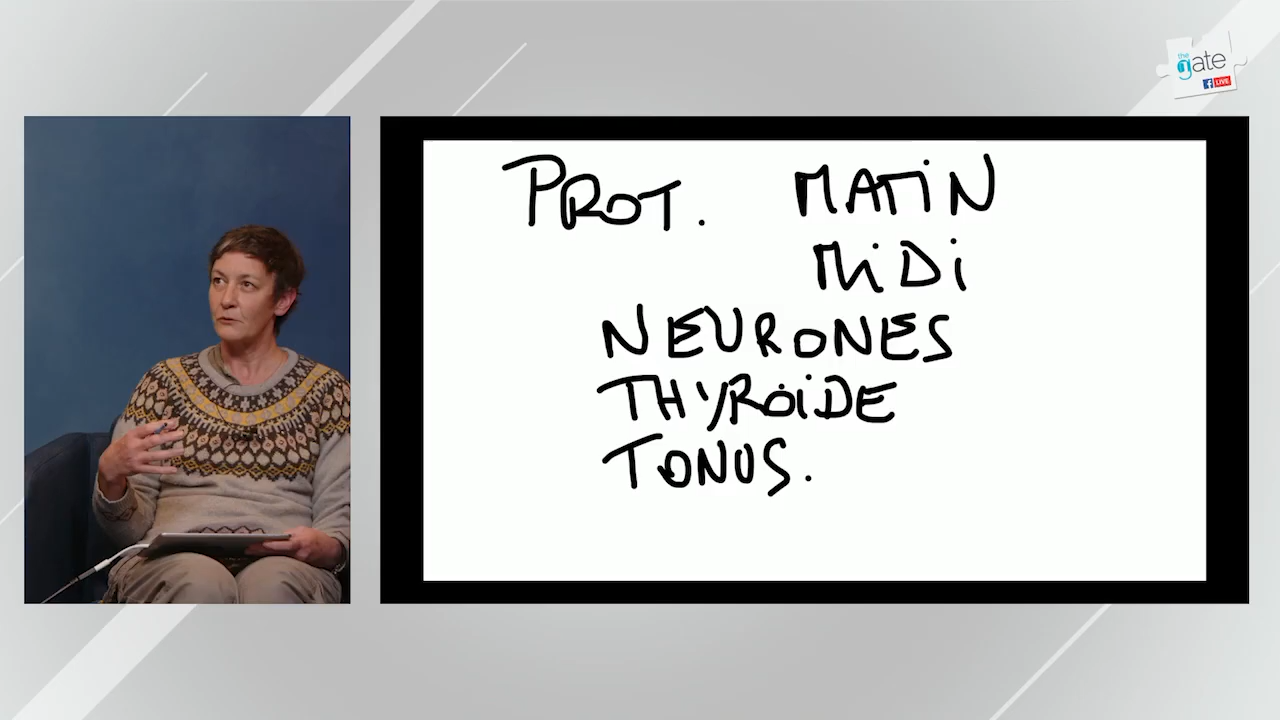 the
gate
f LIVE
PROT. MATIN
MIDI
NEURONES
THYROIDE
TONUS.